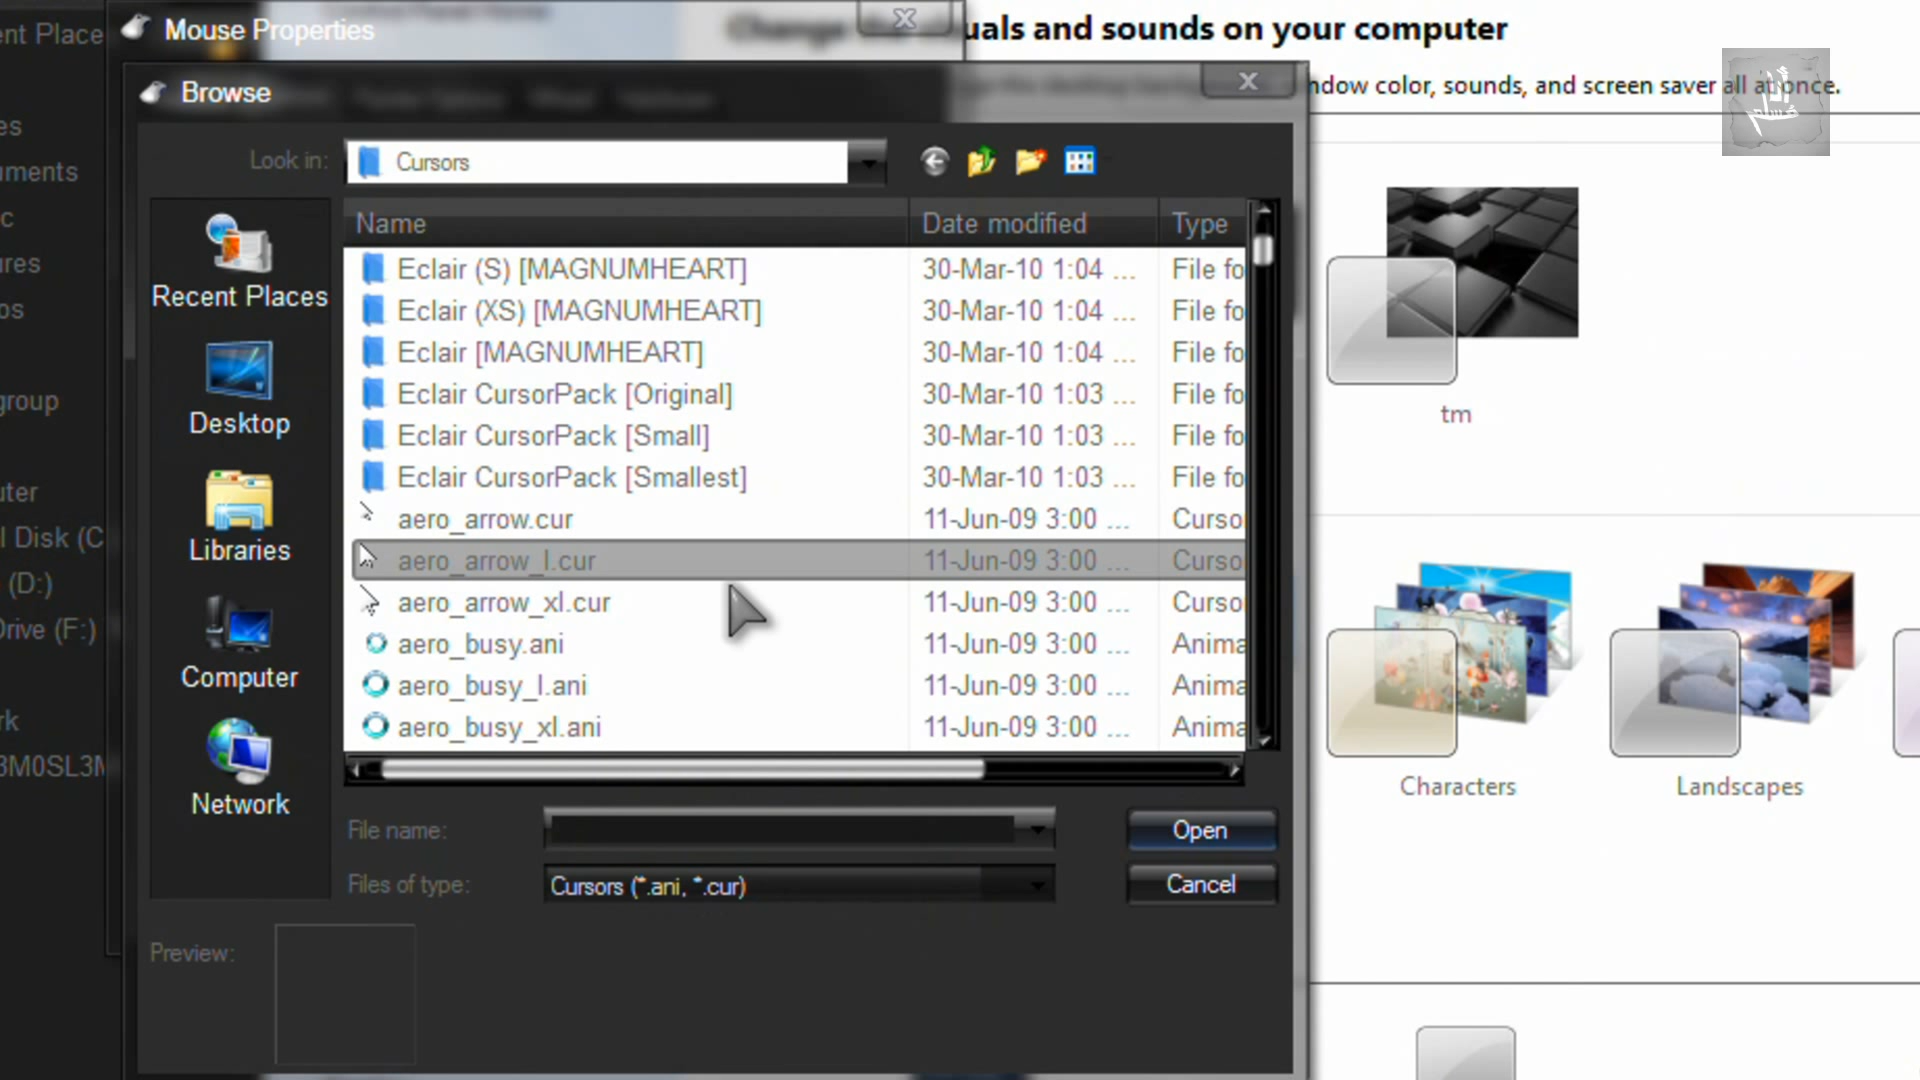 ent Place
Mouse Properties
uals and sounds on your computer
Browse
ndow color, sounds, and screen saver all at once.
es
uments
c
ures
os
group
uter
l Disk (C
(D:)
Drive (F:)
rk
3M0SL3M
Look in:
Cursors
Recent Places
Desktop
Libraries
Computer
Network
Name Date modified Type
Eclair (S) [MAGNUMHEART] 30-Mar-10 1:04 ... File fo
Eclair (XS) [MAGNUMHEART] 30-Mar-10 1:04 ... File fo
Eclair [MAGNUMHEART] 30-Mar-10 1:04 ... File fo
Eclair CursorPack [Original] 30-Mar-10 1:03 ... File fo
Eclair CursorPack [Small] 30-Mar-10 1:03 ... File fo
Eclair CursorPack [Smallest] 30-Mar-10 1:03 ... File fo
aero_arrow.cur 11-Jun-09 3:00 ... Curso
aero_arrow_l.cur 11-Jun-09 3:00 ... Curso
aero_arrow_xl.cur 11-Jun-09 3:00 ... Curso
aero_busy.ani 11-Jun-09 3:00 ... Anima
aero_busy_l.ani 11-Jun-09 3:00 ... Anima
aero_busy_xl.ani 11-Jun-09 3:00 ... Anima
File name:
Open
Files of type:
Cursors (*.ani, *.cur)
Cancel
Preview:
tm
Characters
Landscapes